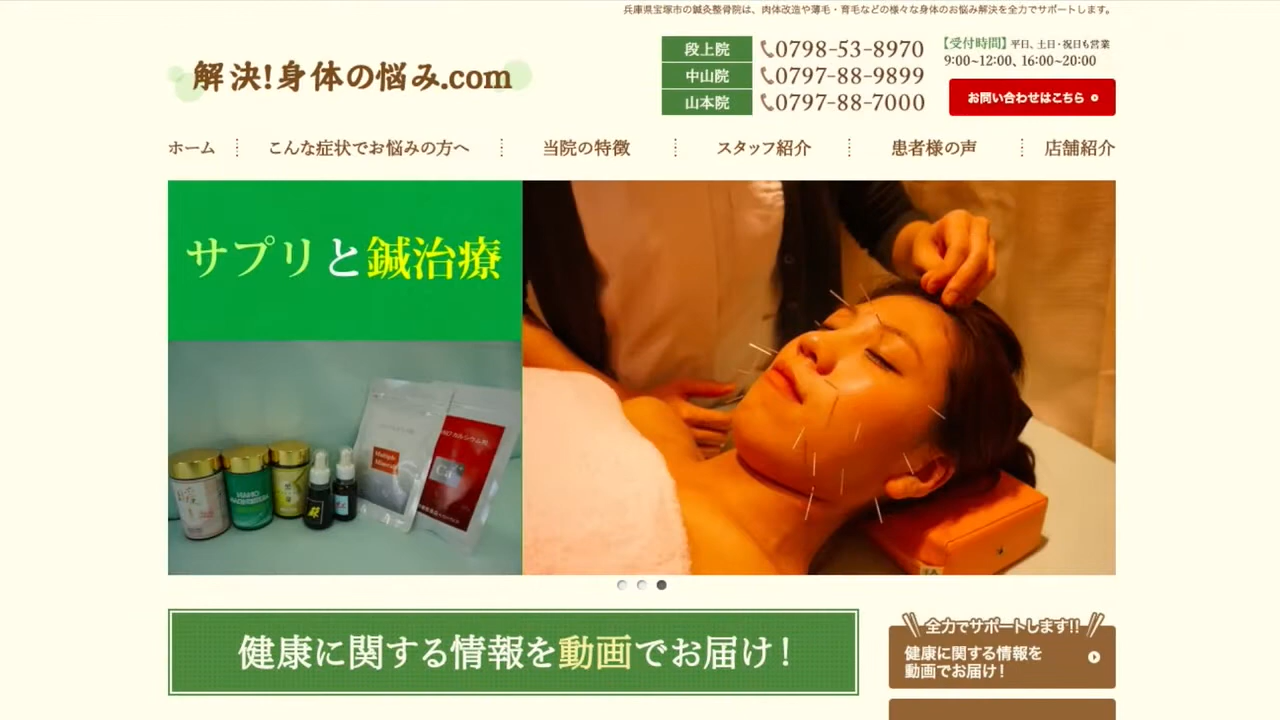 兵庫県宝塚市の鍼灸整骨院は、肉体改造や薄毛・育毛などの様々な身体のお悩み解決を全力でサポートします。
解決!身体の悩み.com
段上院 0798-53-8970
中山院 0797-88-9899
山本院 0797-88-7000
【受付時間】平日、土日・祝日も営業
9:00~12:00、16:00~20:00
お問い合わせはこちら
ホーム こんな症状でお悩みの方へ 当院の特徴 スタッフ紹介 患者様の声 店舗紹介
サプリと鍼治療
健康に関する情報を動画でお届け!
全力でサポートします!!
健康に関する情報を
動画でお届け!